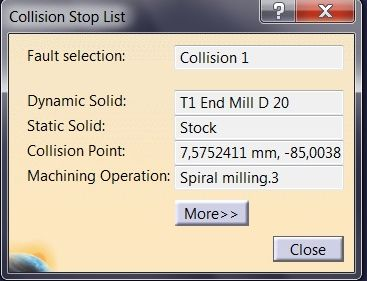 Collision Stop List
Fault selection: Collision 1
Dynamic Solid: T1 End Mill D 20
Static Solid: Stock
Collision Point: 7,5752411 mm, -85,0038
Machining Operation: Spiral milling.3
More>>
Close